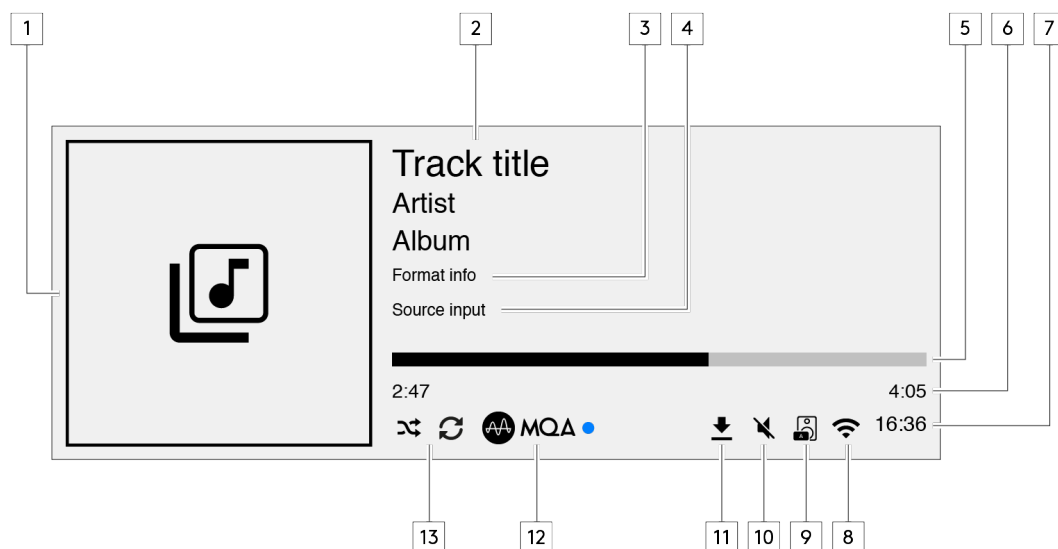 1 2 3 4 5 6 7
Track title
Artist
Album
Format info
Source input
2:47 4:05
MQA 16:36
A
13 12 11 10 9 8